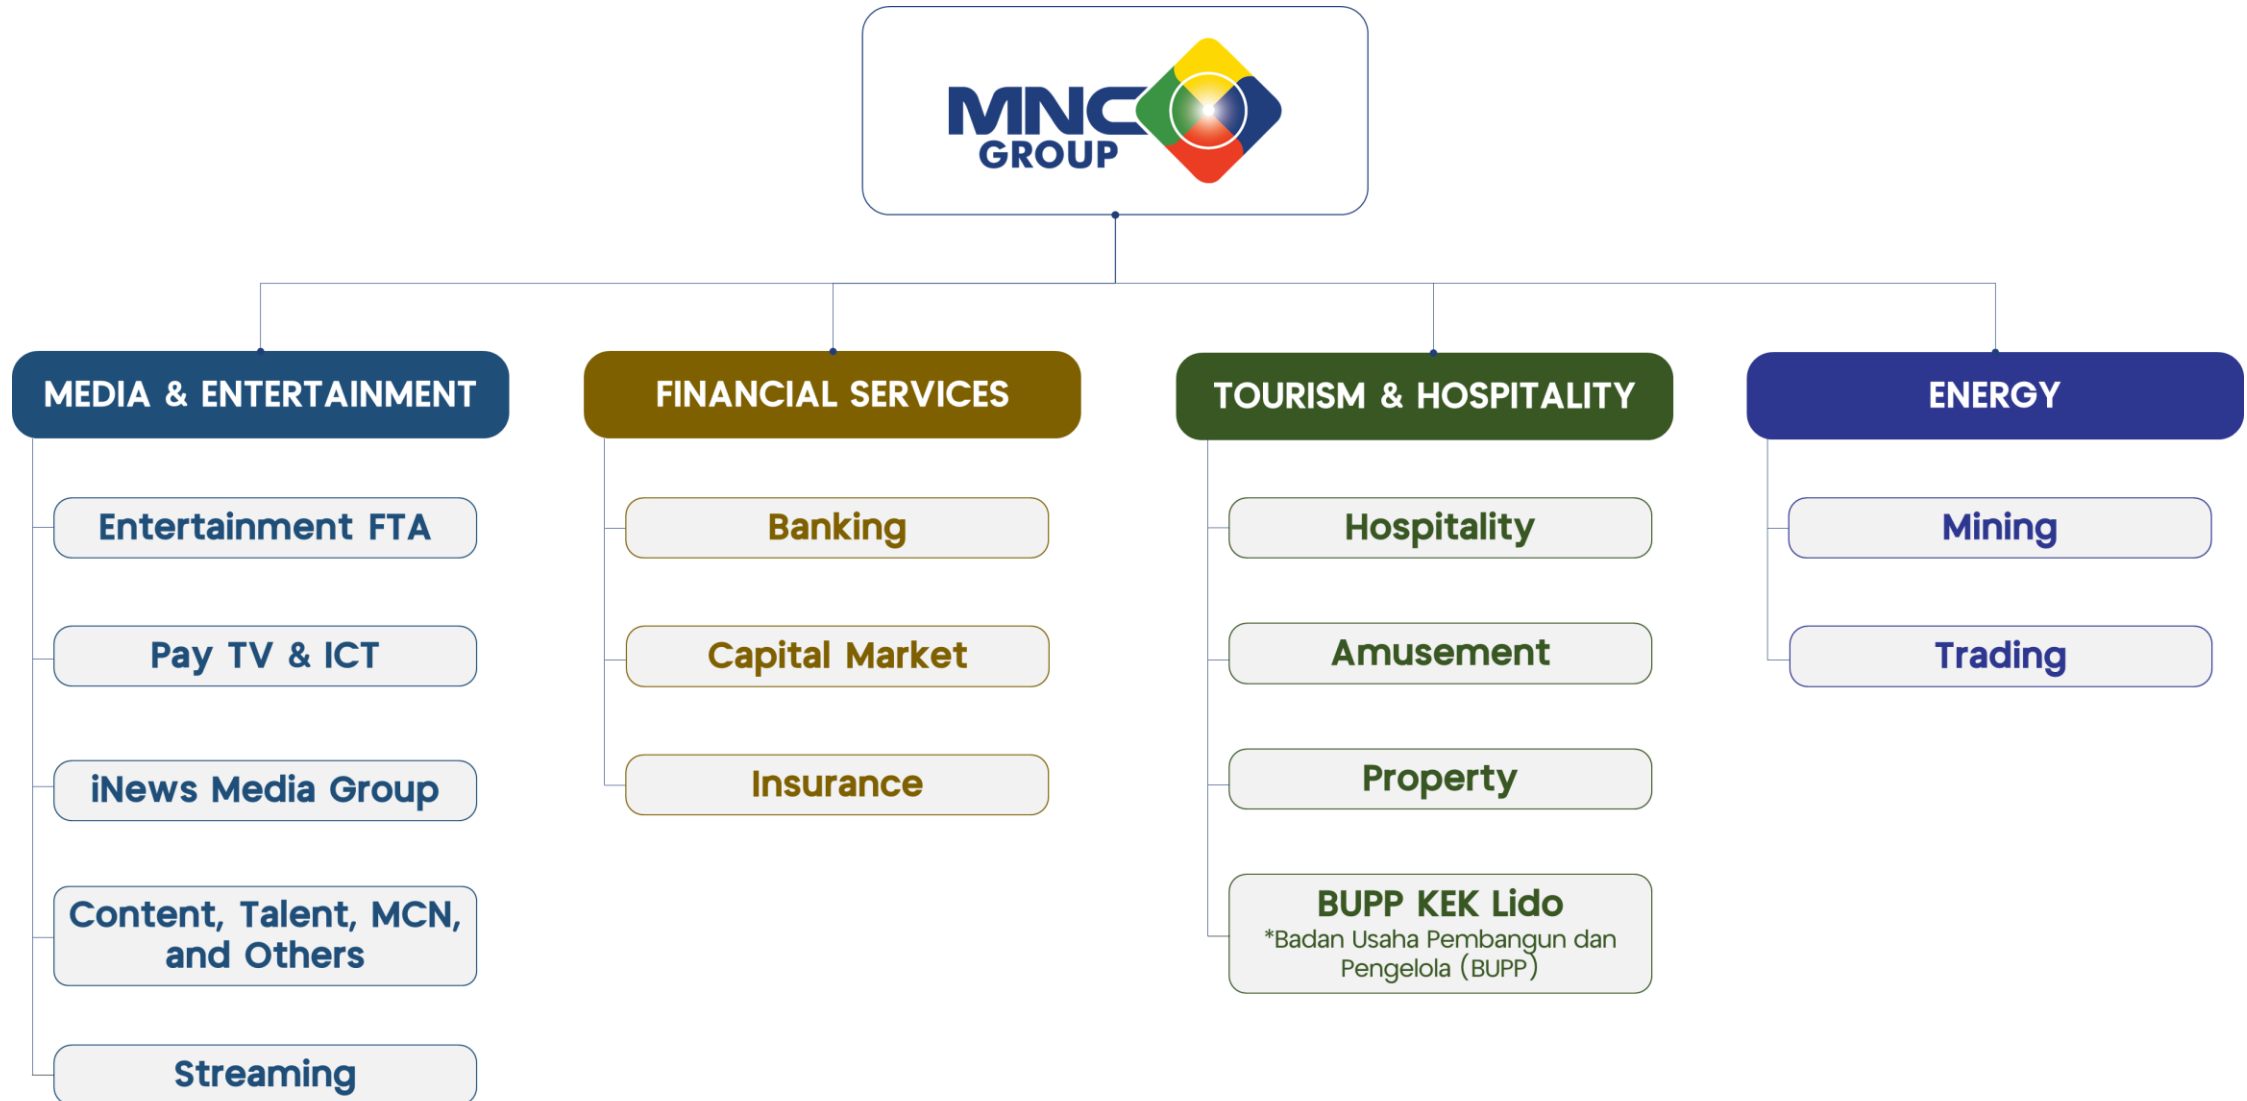 MNC
GROUP
MEDIA & ENTERTAINMENT
Entertainment FTA
Pay TV & ICT
iNews Media Group
Content, Talent, MCN,
and Others
Streaming
FINANCIAL SERVICES
Banking
Capital Market
Insurance
TOURISM & HOSPITALITY
Hospitality
Amusement
Property
BUPP KEK Lido
*Badan Usaha Pembangun dan
Pengelola (BUPP)
ENERGY
Mining
Trading